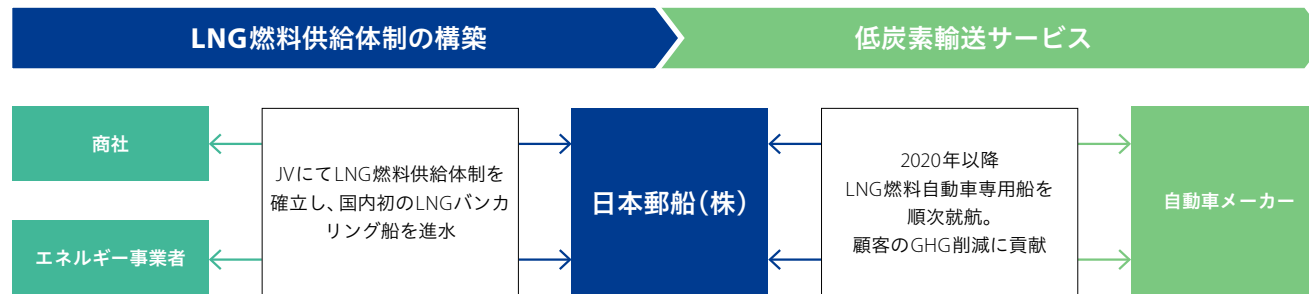 LNG燃料供給体制の構築
低炭素輸送サービス
商社
エネルギー事業者
JVにてLNG燃料供給体制を
確立し、国内初のLNGバンカ
リング船を進水
日本郵船(株)
2020年以降
LNG燃料自動車専用船を
順次就航。
顧客のGHG削減に貢献
自動車メーカー